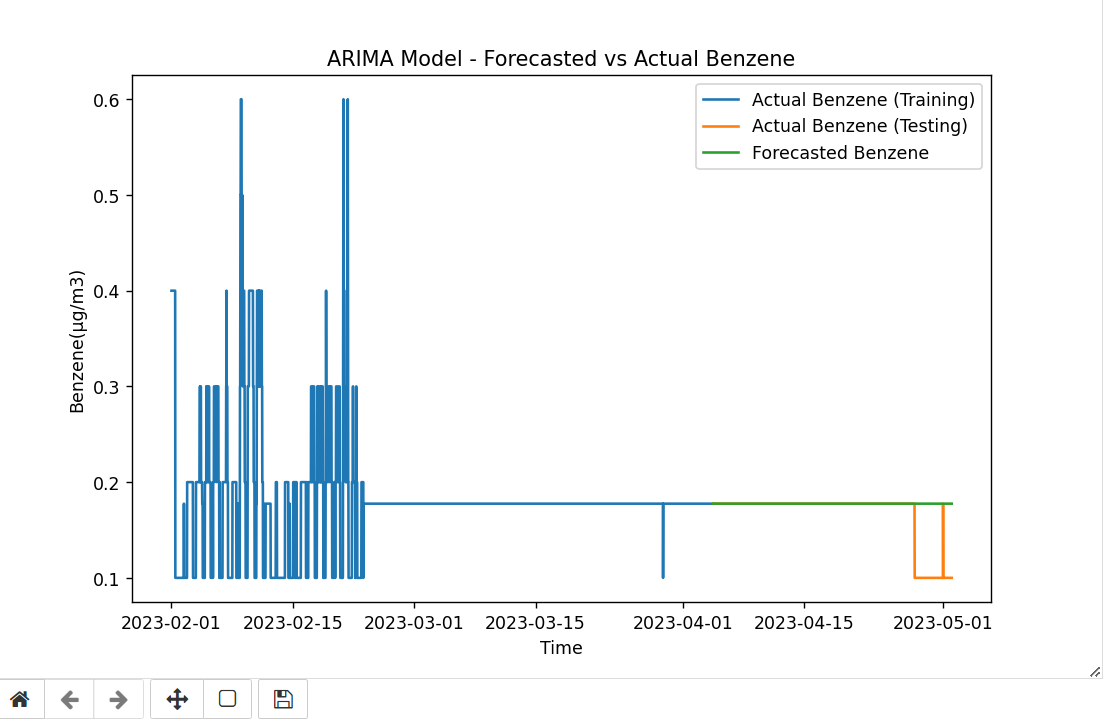 ARIMA Model - Forecasted vs Actual Benzene
Actual Benzene (Training)
Actual Benzene (Testing)
Forecasted Benzene
Benzene(µg/m3)
0.6
0.5
0.4
0.3
0.2
0.1
2023-02-01 2023-02-15 2023-03-01 2023-03-15 2023-04-01 2023-04-15 2023-05-01
Time